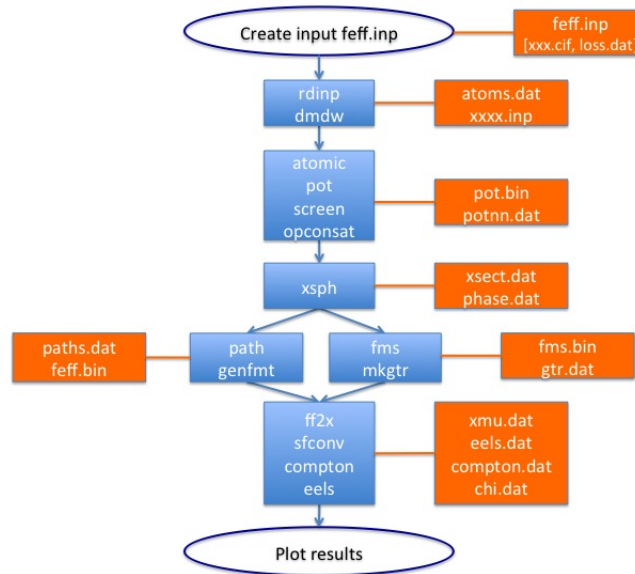 Create input feff.inp
feff.inp
[xxx.cif, loss.dat]
rdinp
dmdw
atoms.dat
xxxx.inp
atomic
pot
screen
opconsat
pot.bin
potnn.dat
xsph
xsect.dat
phase.dat
paths.dat
feff.bin
path
genfmt
fms
mkgtr
fms.bin
gtr.dat
ff2x
sfconv
compton
eels
xmu.dat
eels.dat
compton.dat
chi.dat
Plot results